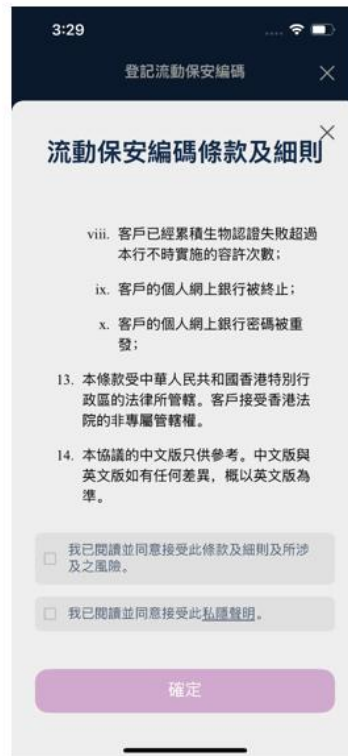 3:29
登記流動保安編碼
流動保安編碼條款及細則
viii. 客戶已經累積生物認證失敗超過
本行不時實施的容許次數；
ix. 客戶的個人網上銀行被終止；
x. 客戶的個人網上銀行密碼被重
發；
13. 本條款受中華人民共和國香港特別行
政區的法律所管轄。客戶接受香港法
院的非專屬管轄權。
14. 本協議的中文版只供參考。中文版與
英文版如有任何差異，概以英文版為
準。
我已閱讀並同意接受此條款及細則及所涉
及之風險。
我已閱讀並同意接受此私隱聲明。
確定